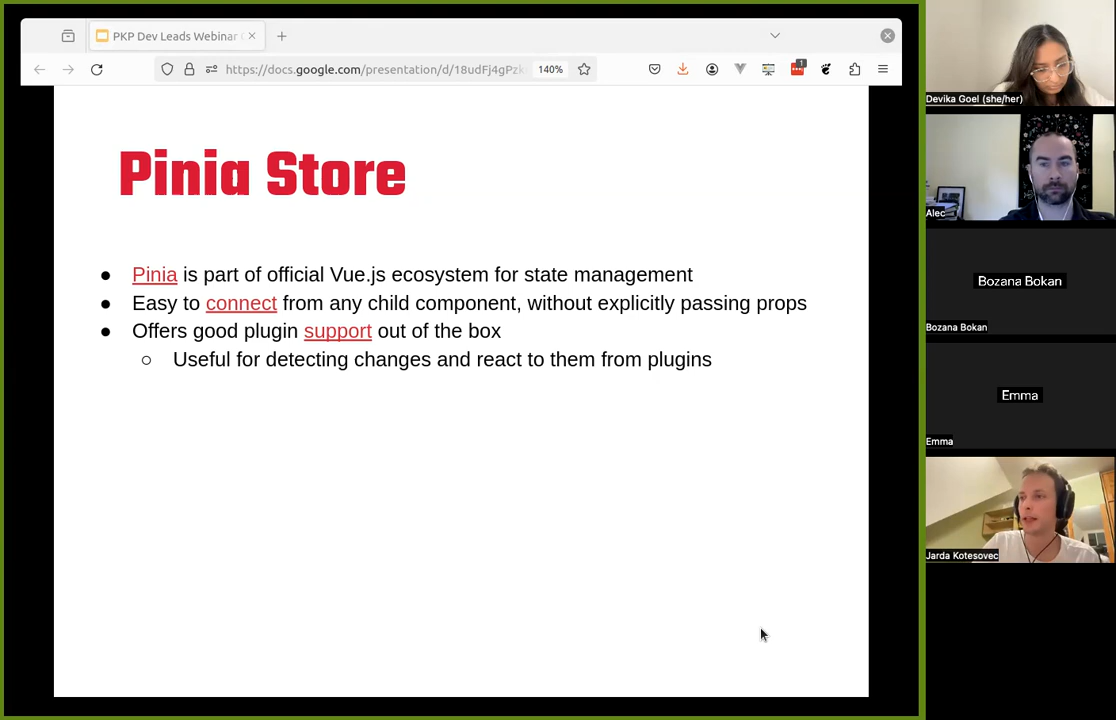 PKP Dev Leads Webinar
https://docs.google.com/presentation/d/18udFj4gPzk
140%
1
Pinia Store
● Pinia is part of official Vue.js ecosystem for state management
● Easy to connect from any child component, without explicitly passing props
● Offers good plugin support out of the box
○ Useful for detecting changes and react to them from plugins
Devika Goel (she/her)
Alec
Bozana Bokan
Bozana Bokan
Emma
Emma
Jarda Kotesovec